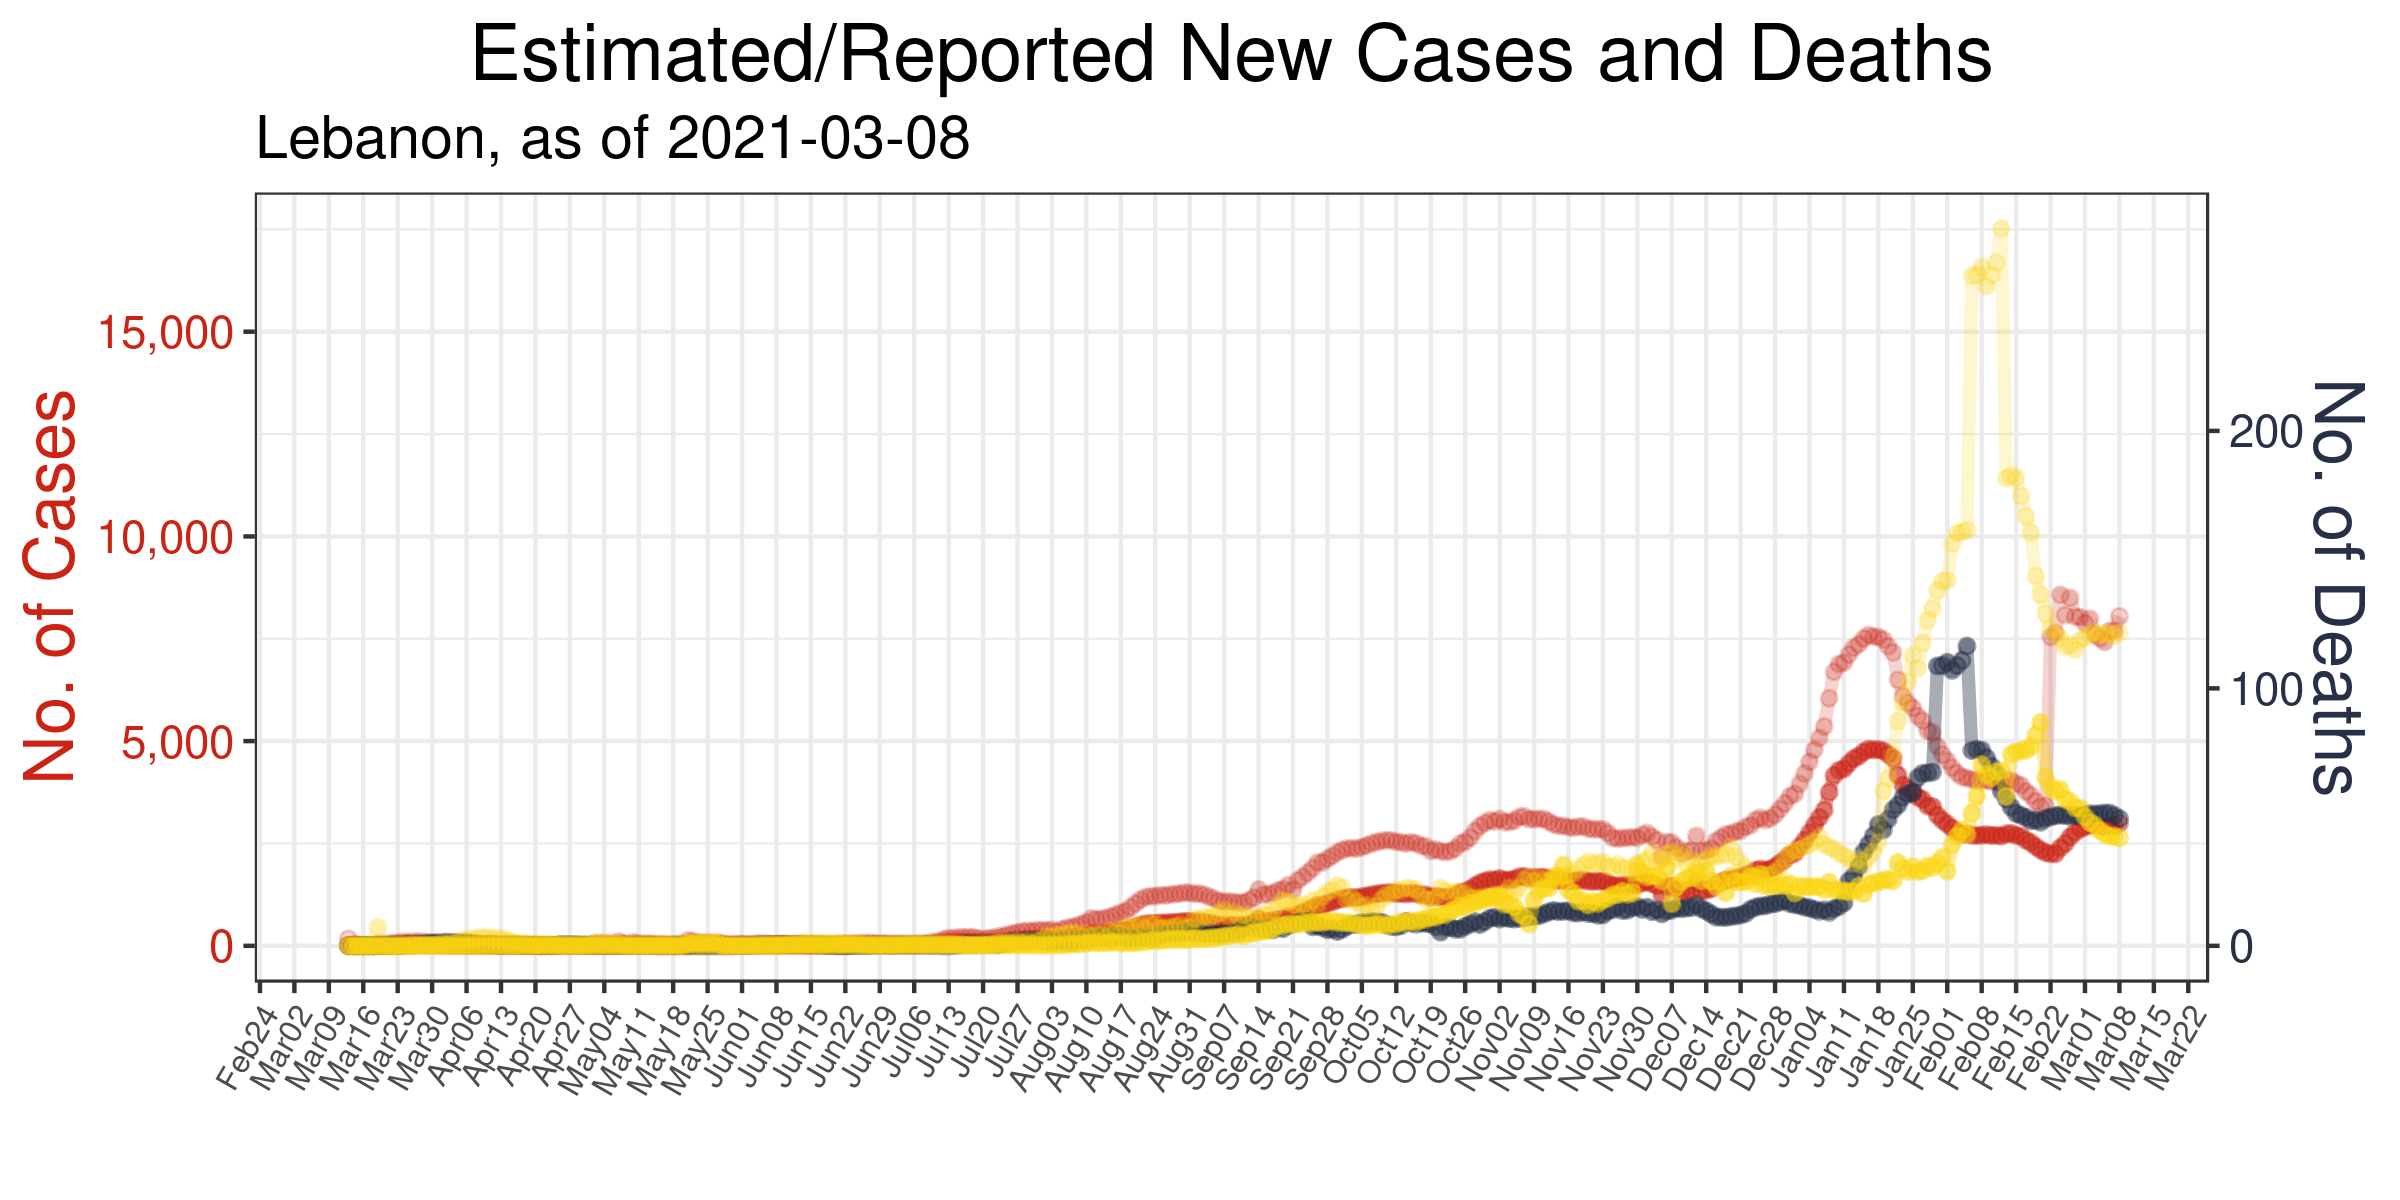 Estimated/Reported New Cases and Deaths
Lebanon, as of 2021-03-08
No. of Cases
15,000
10,000
5,000
0
No. of Deaths
200
100
0
Feb24
Mar02
Mar09
Mar16
Mar23
Mar30
Apr06
Apr13
Apr20
Apr27
May04
May11
May18
May25
Jun01
Jun08
Jun15
Jun22
Jun29
Jul06
Jul13
Jul20
Jul27
Aug03
Aug10
Aug17
Aug24
Aug31
Sep07
Sep14
Sep21
Sep28
Oct05
Oct12
Oct19
Oct26
Nov02
Nov09
Nov16
Nov23
Nov30
Dec07
Dec14
Dec21
Dec28
Jan04
Jan11
Jan18
Jan25
Feb01
Feb08
Feb15
Feb22
Mar01
Mar08
Mar15
Mar22